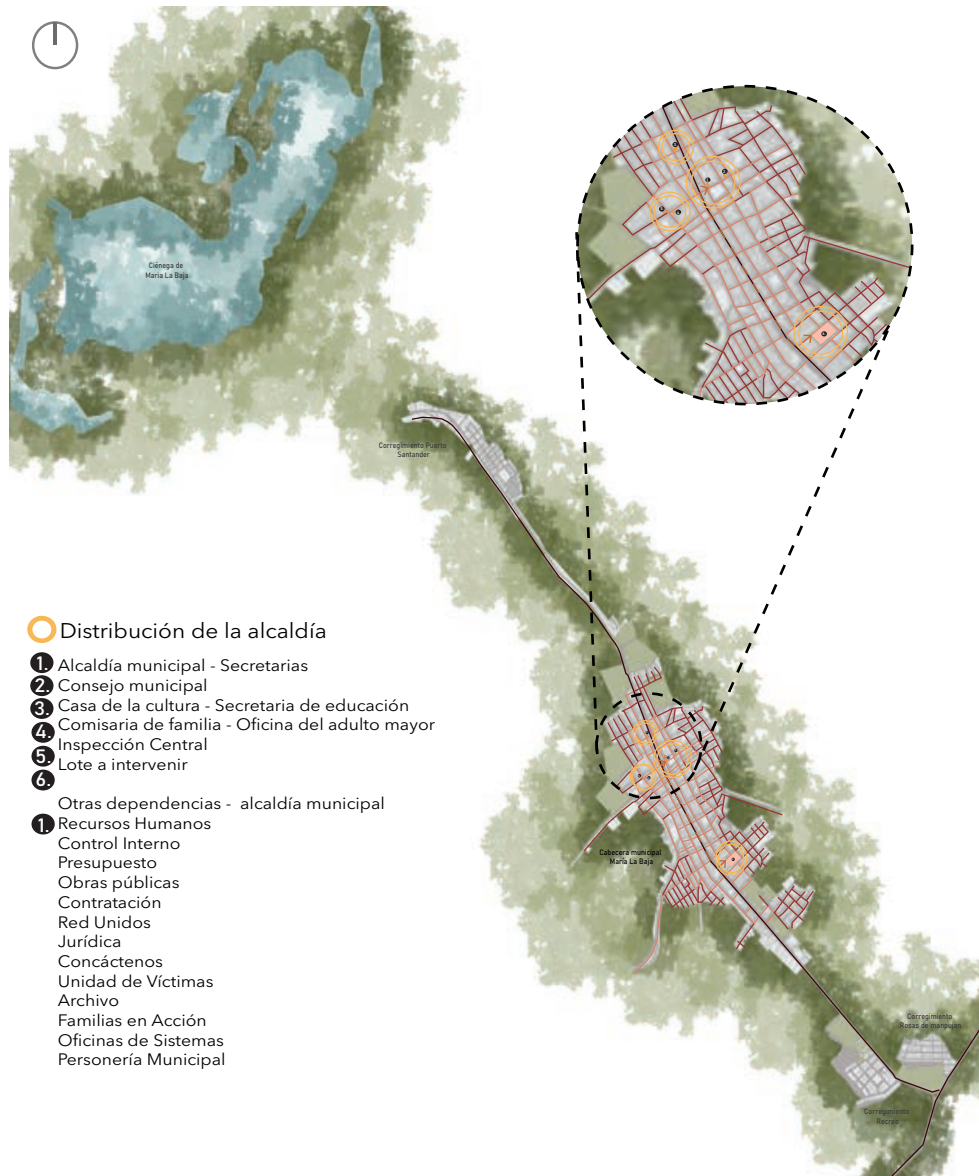 Ciénega de
María La Baja
Corregimiento Puerto
Santander
Distribución de la alcaldía
1. Alcaldía municipal - Secretarias
2. Consejo municipal
3. Casa de la cultura - Secretaria de educación
4. Comisaria de familia - Oficina del adulto mayor
5. Inspección Central
6. Lote a intervenir
Otras dependencias - alcaldía municipal
1. Recursos Humanos
Control Interno
Presupuesto
Obras públicas
Contratación
Red Unidos
Jurídica
Concáctenos
Unidad de Víctimas
Archivo
Familias en Acción
Oficinas de Sistemas
Personería Municipal
Cabecera municipal
María La Baja
Corregimiento
Rosas de manpujan
Corregimiento
Recreo